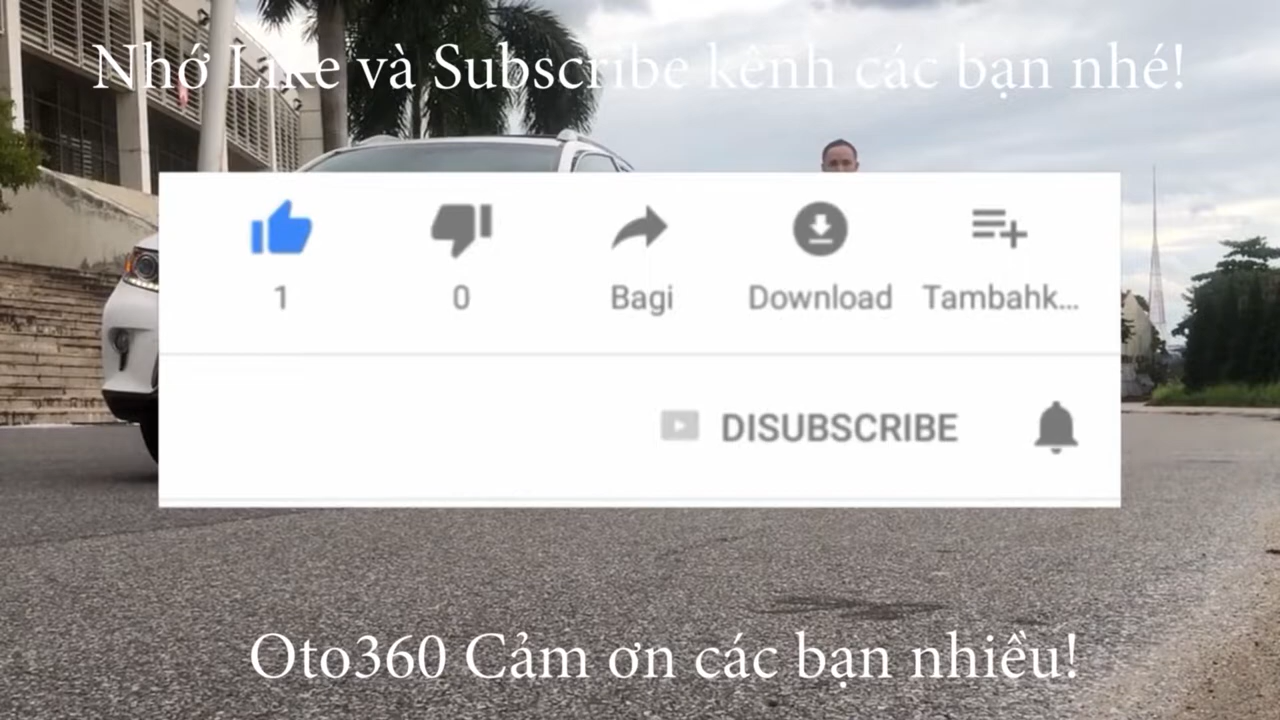 Nhớ Like và Subscribe kênh các bạn nhé!
1 0 Bagi Download Tambahk...
DISUBSCRIBE
Oto360 Cảm ơn các bạn nhiều!